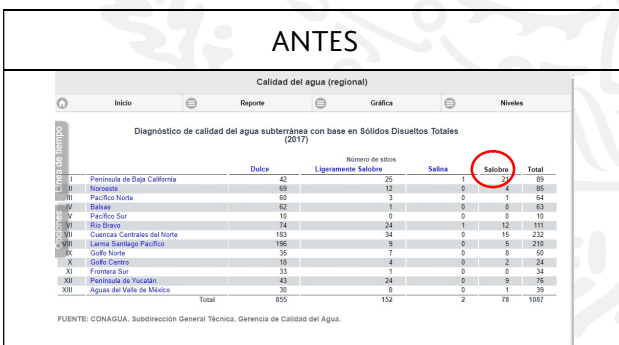 ANTES
Calidad del agua (regional)
Inicio Reporte Gráfica Niveles
Diagnóstico de calidad del agua subterránea con base en Sólidos Disueltos Totales
(2017)
Número de sitios
Dulce Ligeramente Salobre Salina Salobre Total
I Península de Baja California 42 25 1 21 89
II Noroeste 69 12 0 4 85
III Pacífico Norte 60 3 0 1 64
IV Balsas 62 1 0 0 63
V Pacífico Sur 10 0 0 0 10
VI Río Bravo 74 24 1 12 111
VII Cuencas Centrales del Norte 183 34 0 15 232
VIII Lerma Santiago Pacífico 196 9 0 5 210
IX Golfo Norte 35 7 0 8 50
X Golfo Centro 18 4 0 2 24
XI Frontera Sur 33 1 0 0 34
XII Península de Yucatán 43 24 0 9 76
XIII Aguas del Valle de México 30 8 0 1 39
Total 855 152 2 78 1087
FUENTE: CONAGUA. Subdirección General Técnica. Gerencia de Calidad del Agua.
Línea de tiempo
Opciones